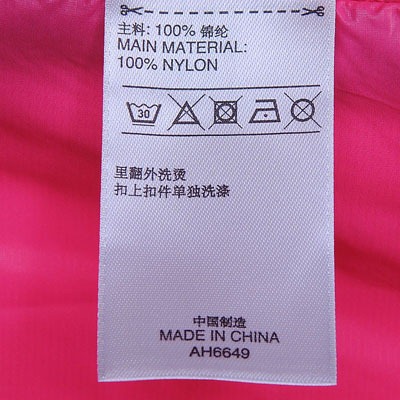 主料: 100% 锦纶
MAIN MATERIAL:
100% NYLON
30
里翻外洗烫
扣上扣件单独洗涤
中国制造
MADE IN CHINA
AH6649